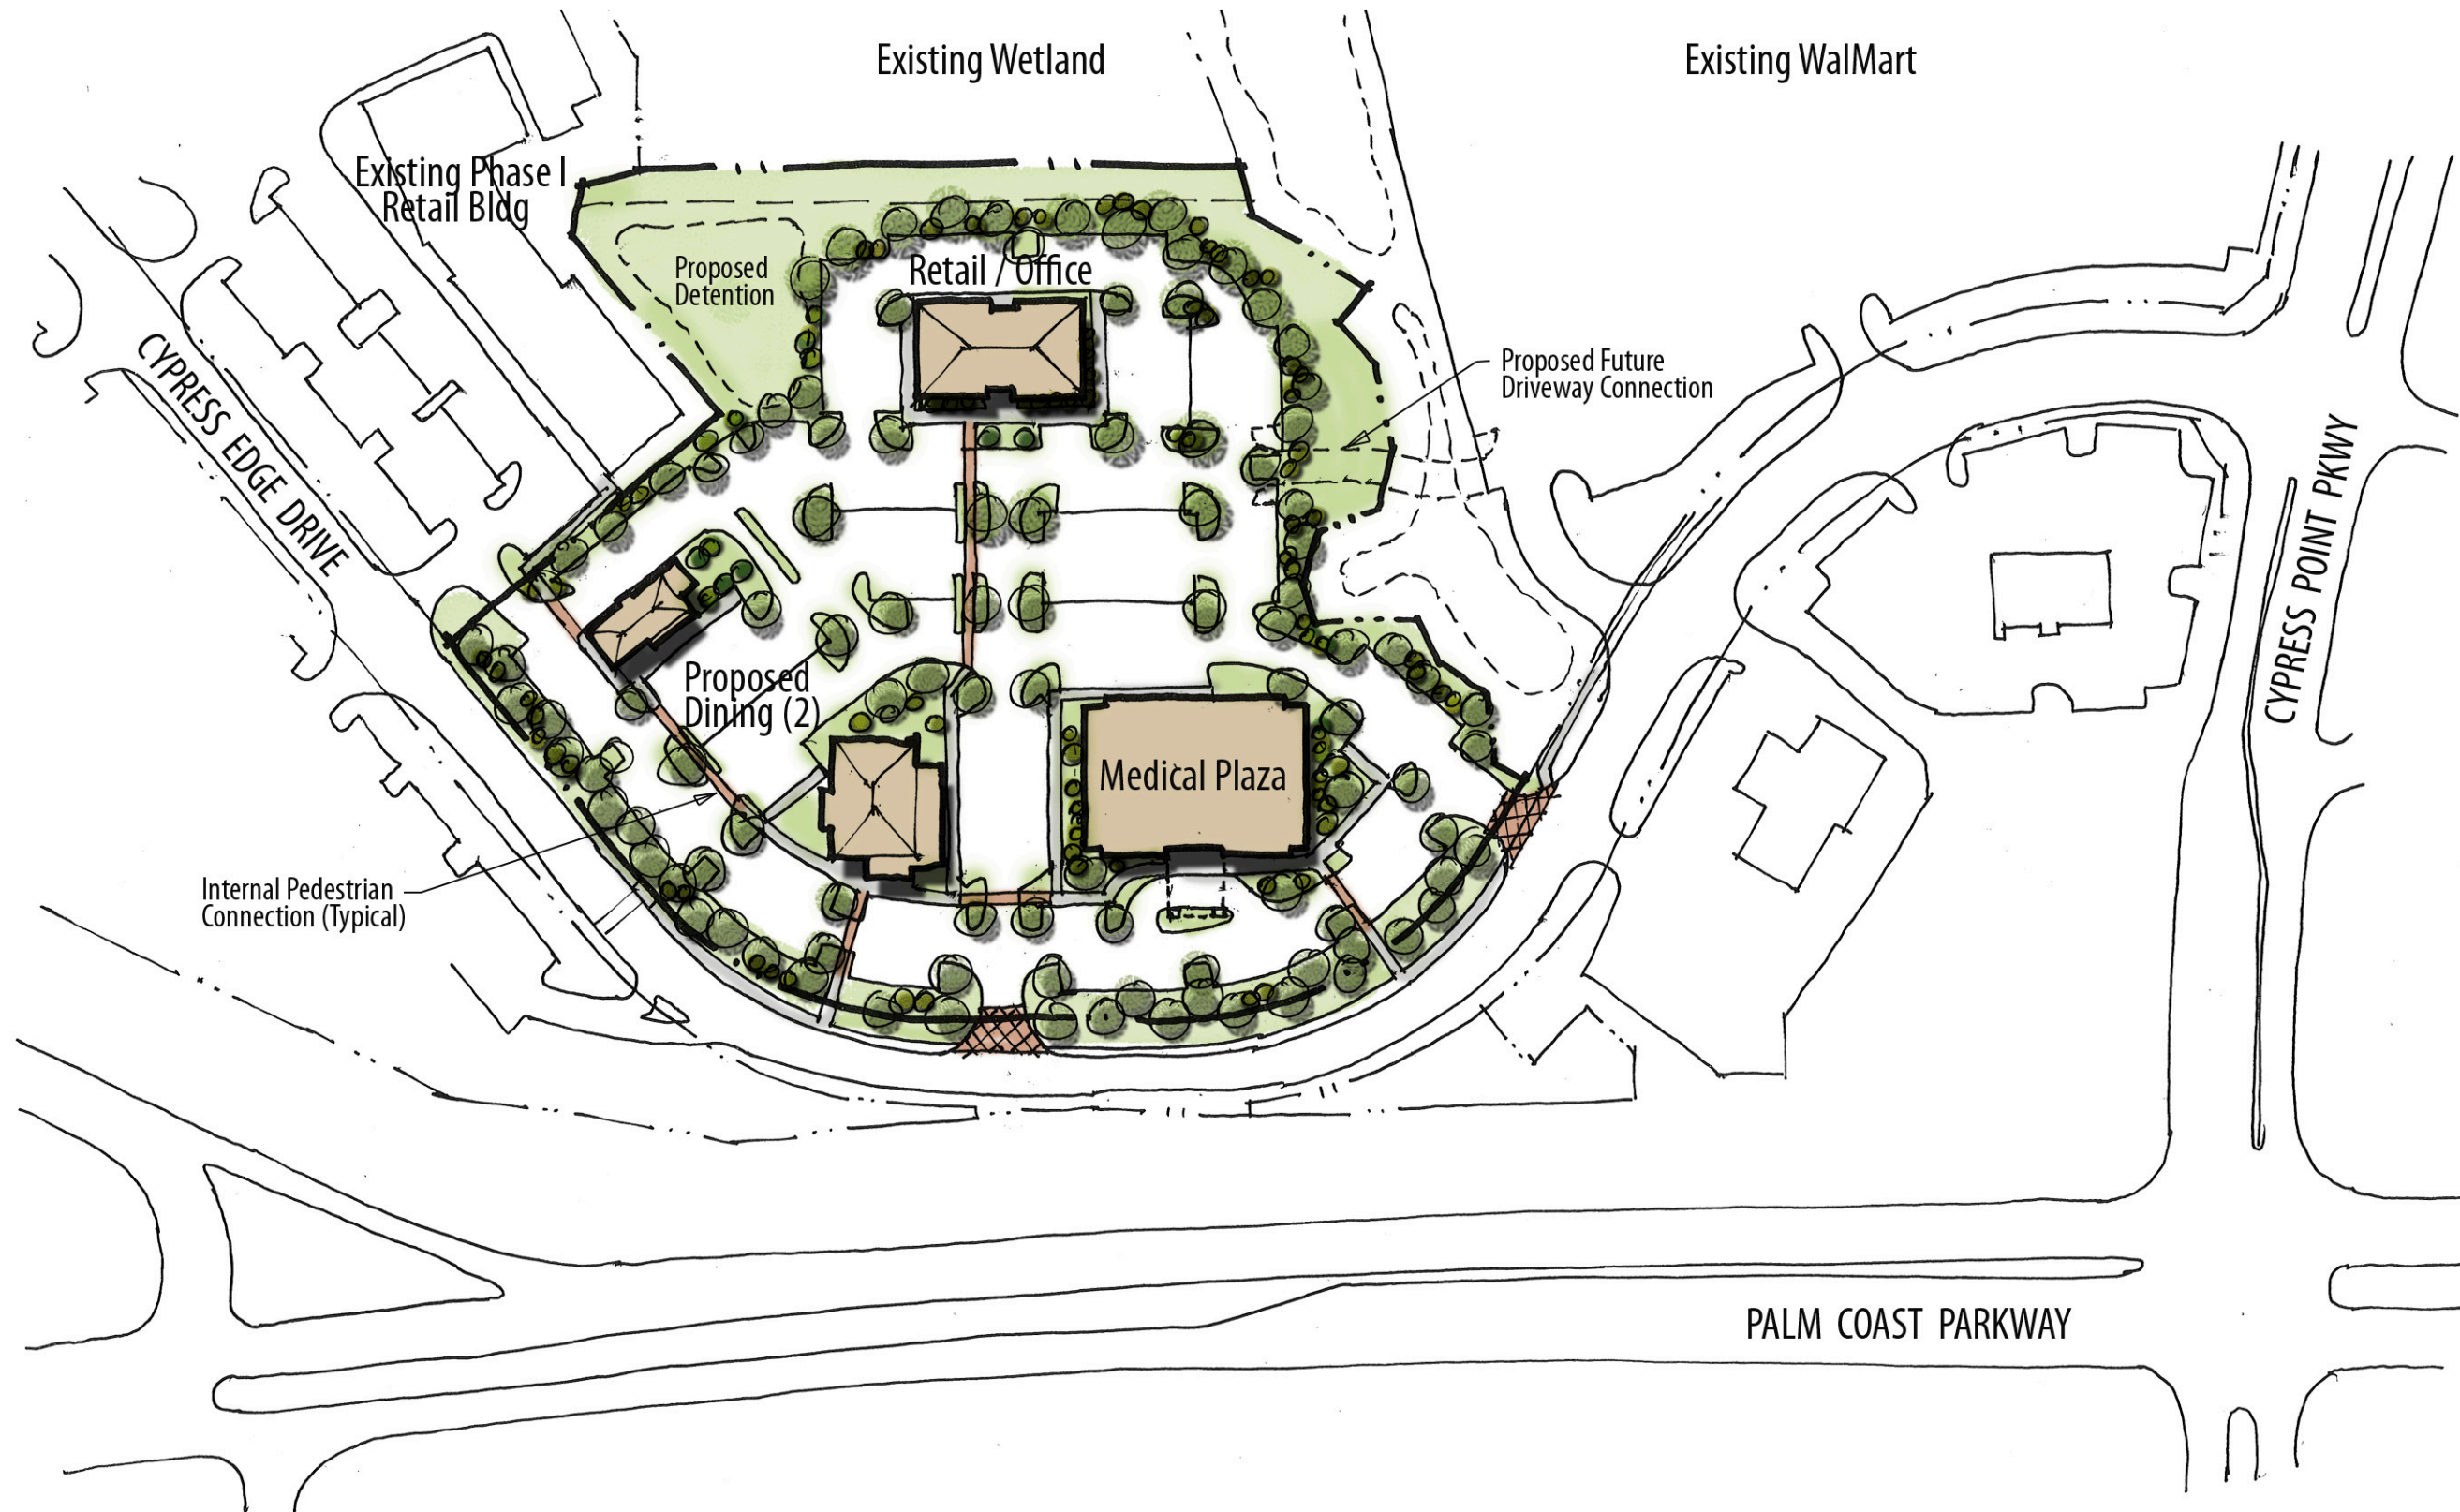 Existing Wetland
Existing WalMart
Existing Phase I
Retail Bldg
Proposed
Detention
Retail / Office
Proposed Future
Driveway Connection
CYPRESS EDGE DRIVE
CYPRESS POINT PKWY
Proposed
Dining (2)
Medical Plaza
Internal Pedestrian
Connection (Typical)
PALM COAST PARKWAY